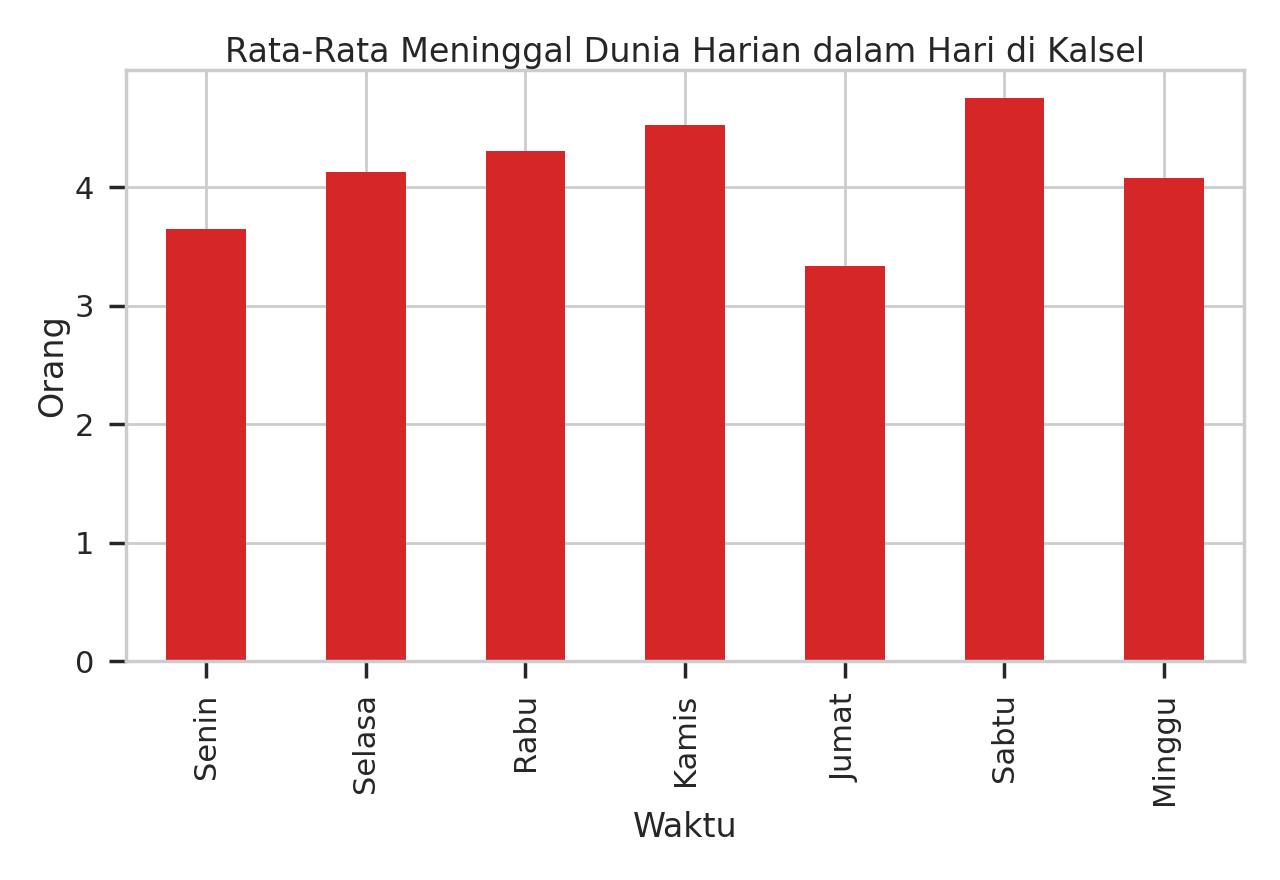 Rata-Rata Meninggal Dunia Harian dalam Hari di Kalsel
Orang
4
3
2
1
0
Senin
Selasa
Rabu
Kamis
Jumat
Sabtu
Minggu
Waktu